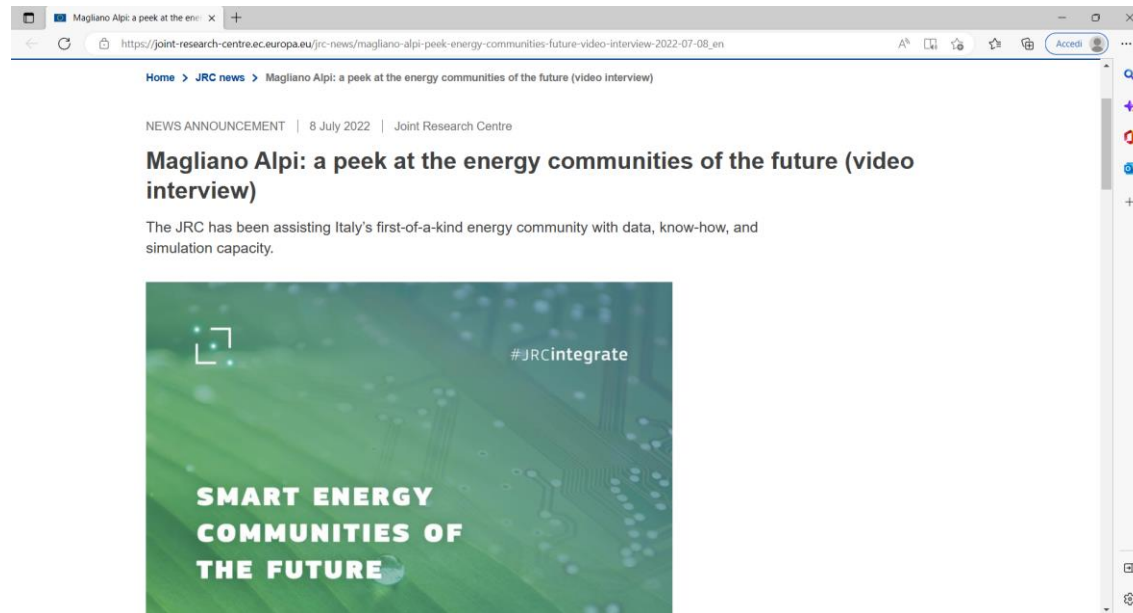 Magliano Alpi: a peek at the ene
https://joint-research-centre.ec.europa.eu/jrc-news/magliano-alpi-peek-energy-communities-future-video-interview-2022-07-08_en
Accedi
Home > JRC news > Magliano Alpi: a peek at the energy communities of the future (video interview)
NEWS ANNOUNCEMENT | 8 July 2022 | Joint Research Centre
Magliano Alpi: a peek at the energy communities of the future (video
interview)
The JRC has been assisting Italy's first-of-a-kind energy community with data, know-how, and
simulation capacity.
#JRCintegrate
SMART ENERGY
COMMUNITIES OF
THE FUTURE